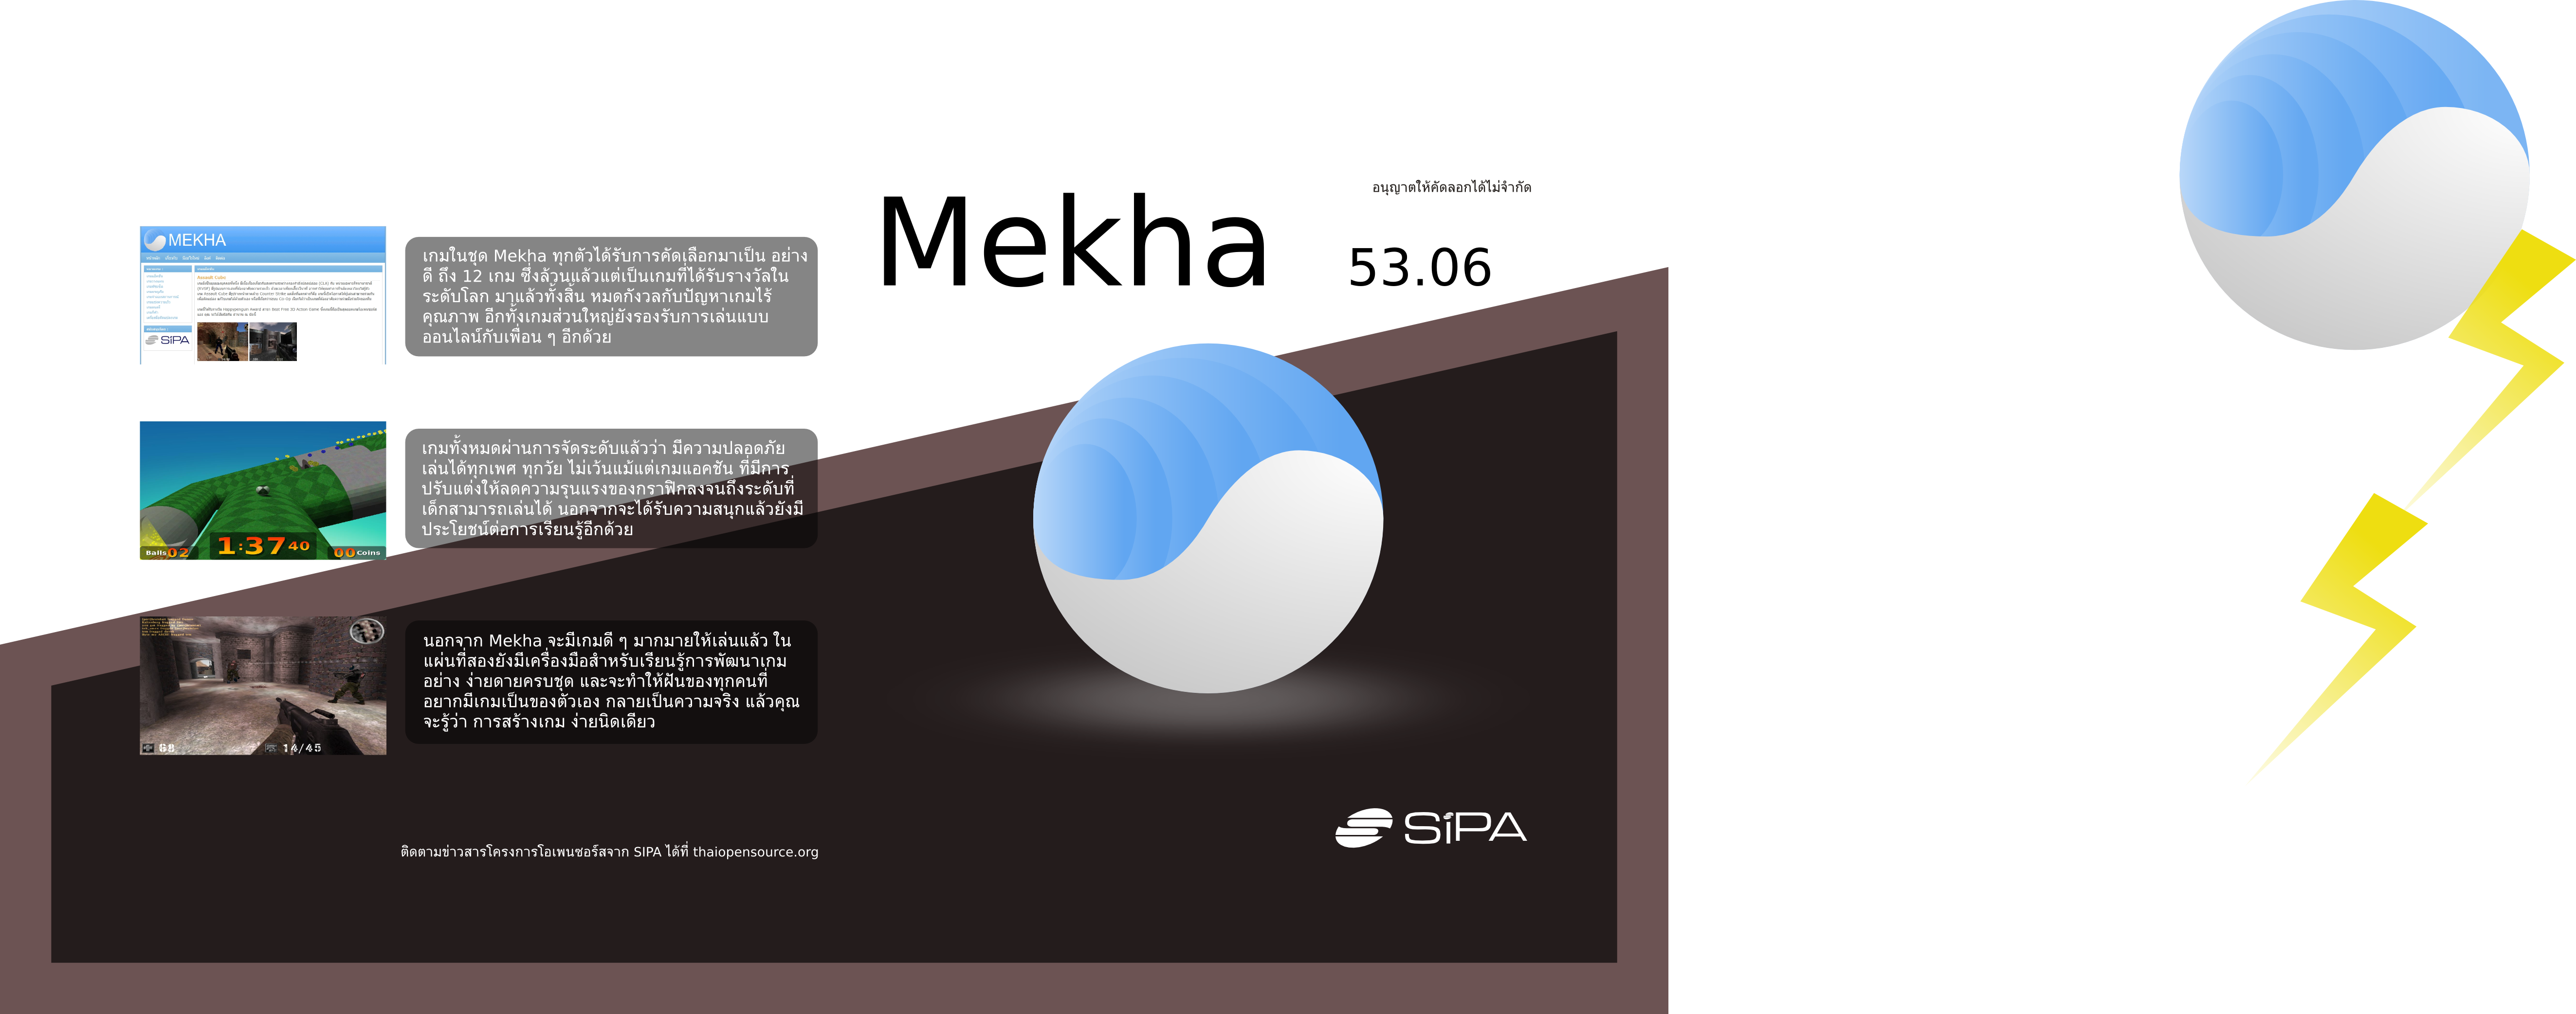 อนุญาตให้คัดลอกได้ไม่จำกัด
Mekha
53.06
MEKHA
SiPA
เกมในชุด Mekha ทุกตัวได้รับการคัดเลือกมาเป็น อย่าง
ดี ถึง 12 เกม ซึ่งล้วนแล้วแต่เป็นเกมที่ได้รับรางวัลใน
ระดับโลก มาแล้วทั้งสิ้น หมดกังวลกับปัญหาเกมไร้
คุณภาพ อีกทั้งเกมส่วนใหญ่ยังรองรับการเล่นแบบ
ออนไลน์กับเพื่อน ๆ อีกด้วย
Balls 02
1:37 40
00 Coins
เกมทั้งหมดผ่านการจัดระดับแล้วว่า มีความปลอดภัย
เล่นได้ทุกเพศ ทุกวัย ไม่เว้นแม้แต่เกมแอคชัน ที่มีการ
ปรับแต่งให้ลดความรุนแรงของกราฟิกลงจนถึงระดับที่
เด็กสามารถเล่นได้ นอกจากจะได้รับความสนุกแล้วยังมี
ประโยชน์ต่อการเรียนรู้อีกด้วย
68
14/45
นอกจาก Mekha จะมีเกมดี ๆ มากมายให้เล่นแล้ว ใน
แผ่นที่สองยังมีเครื่องมือสำหรับเรียนรู้การพัฒนาเกม
อย่าง ง่ายดายครบชุด และจะทำให้ฝันของทุกคนที่
อยากมีเกมเป็นของตัวเอง กลายเป็นความจริง แล้วคุณ
จะรู้ว่า การสร้างเกม ง่ายนิดเดียว
SiPA
ติดตามข่าวสารโครงการโอเพนซอร์สจาก SIPA ได้ที่ thaiopensource.org